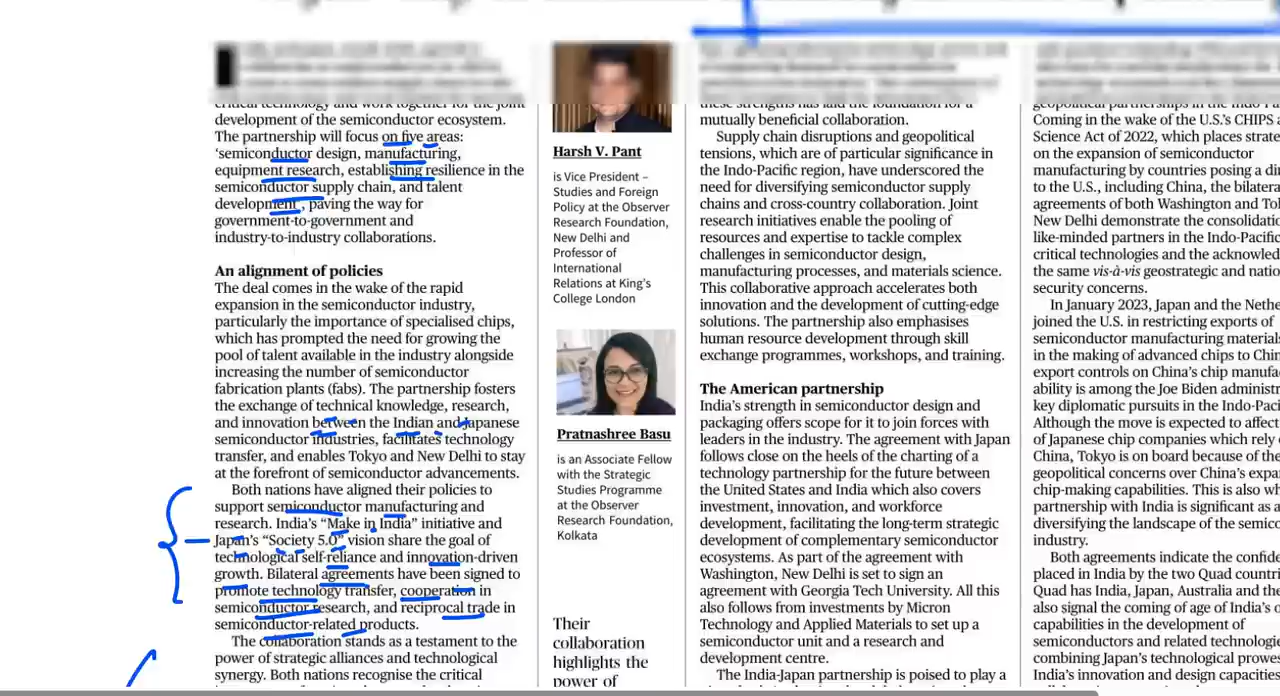 critical technology and work together for the joint
development of the semiconductor ecosystem.
The partnership will focus on five areas:
‘semiconductor design, manufacturing,
equipment research, establishing resilience in the
semiconductor supply chain, and talent
development’, paving the way for
government-to-government and
industry-to-industry collaborations.
An alignment of policies
The deal comes in the wake of the rapid
expansion in the semiconductor industry,
particularly the importance of specialised chips,
which has prompted the need for growing the
pool of talent available in the industry alongside
increasing the number of semiconductor
fabrication plants (fabs). The partnership fosters
the exchange of technical knowledge, research,
and innovation between the Indian and Japanese
semiconductor industries, facilitates technology
transfer, and enables Tokyo and New Delhi to stay
at the forefront of semiconductor advancements.
Both nations have aligned their policies to
support semiconductor manufacturing and
research. India’s “Make in India” initiative and
Japan’s “Society 5.0” vision share the goal of
technological self-reliance and innovation-driven
growth. Bilateral agreements have been signed to
promote technology transfer, cooperation in
semiconductor research, and reciprocal trade in
semiconductor-related products.
The collaboration stands as a testament to the
power of strategic alliances and technological
synergy. Both nations recognise the critical
Harsh V. Pant
is Vice President –
Studies and Foreign
Policy at the Observer
Research Foundation,
New Delhi and
Professor of
International
Relations at King’s
College London
Pratnashree Basu
is an Associate Fellow
with the Strategic
Studies Programme
at the Observer
Research Foundation,
Kolkata
Their
collaboration
highlights the
power of
these strengths has laid the foundation for a
mutually beneficial collaboration.
Supply chain disruptions and geopolitical
tensions, which are of particular significance in
the Indo-Pacific region, have underscored the
need for diversifying semiconductor supply
chains and cross-country collaboration. Joint
research initiatives enable the pooling of
resources and expertise to tackle complex
challenges in semiconductor design,
manufacturing processes, and materials science.
This collaborative approach accelerates both
innovation and the development of cutting-edge
solutions. The partnership also emphasises
human resource development through skill
exchange programmes, workshops, and training.
The American partnership
India’s strength in semiconductor design and
packaging offers scope for it to join forces with
leaders in the industry. The agreement with Japan
follows close on the heels of the charting of a
technology partnership for the future between
the United States and India which also covers
investment, innovation, and workforce
development, facilitating the long-term strategic
development of complementary semiconductor
ecosystems. As part of the agreement with
Washington, New Delhi is set to sign an
agreement with Georgia Tech University. All this
also follows from investments by Micron
Technology and Applied Materials to set up a
semiconductor unit and a research and
development centre.
The India-Japan partnership is poised to play a
geopolitical partnerships in the Indo-
Coming in the wake of the U.S.’s CHIPS
Science Act of 2022, which places
on the expansion of semiconductor
manufacturing by countries posing a
to the U.S., including China, the
agreements of both Washington and
New Delhi demonstrate the
like-minded partners in the Indo-Pacific
critical technologies and the
the same vis-à-vis geostrategic and
security concerns.
In January 2023, Japan and the
joined the U.S. in restricting exports of
semiconductor manufacturing
in the making of advanced chips to
export controls on China’s chip
ability is among the Joe Biden
key diplomatic pursuits in the
Although the move is expected to
of Japanese chip companies which rely
China, Tokyo is on board because of the
geopolitical concerns over China’s
chip-making capabilities. This is also
partnership with India is significant as
diversifying the landscape of the
industry.
Both agreements indicate the
placed in India by the two Quad
Quad has India, Japan, Australia and the
also signal the coming of age of India’s
capabilities in the development of
semiconductors and related
combining Japan’s technological
India’s innovation and design